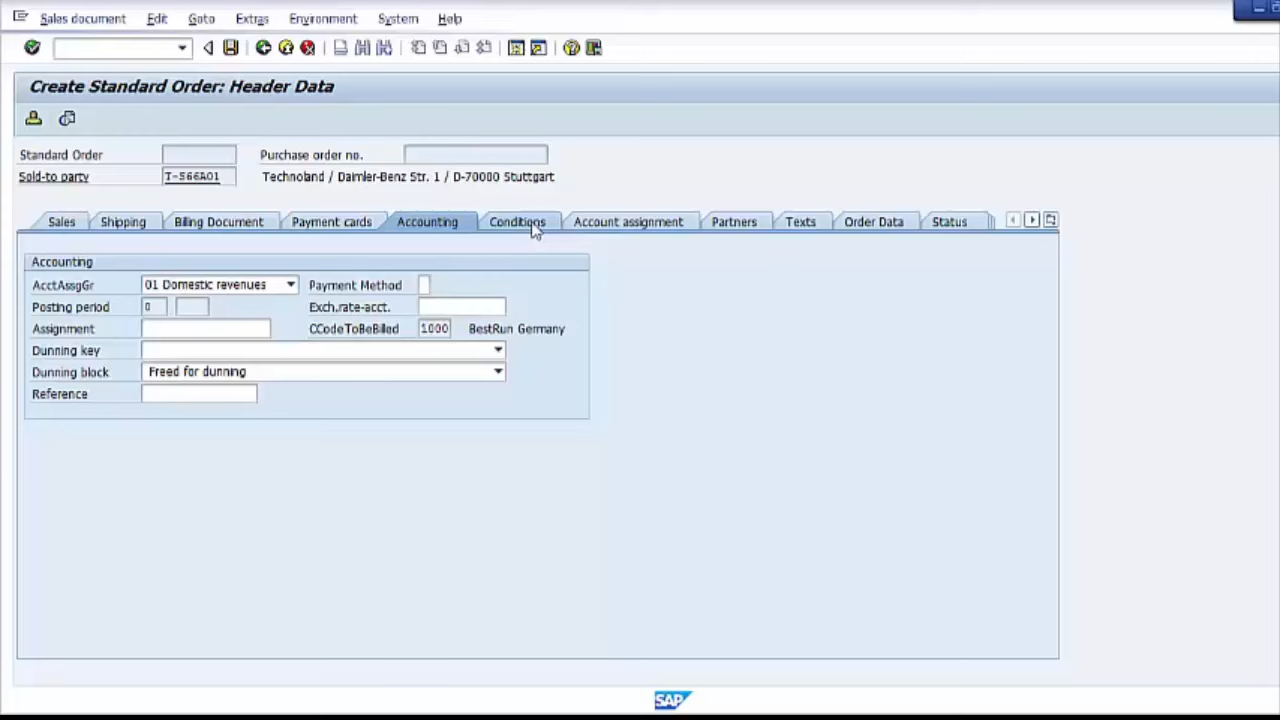 Sales document Edit Goto Extras Environment System Help
Create Standard Order: Header Data
Standard Order Purchase order no.
Sold-to party T-S66A01 Technoland / Daimler-Benz Str. 1 / D-70000 Stuttgart
Sales Shipping Billing Document Payment cards Accounting Conditions Account assignment Partners Texts Order Data Status
Accounting
AcctAssgGr 01 Domestic revenues Payment Method
Posting period 0 Exch.rate-acct.
Assignment CCodeToBeBilled 1000 BestRun Germany
Dunning key
Dunning block Freed for dunning
Reference
SAP